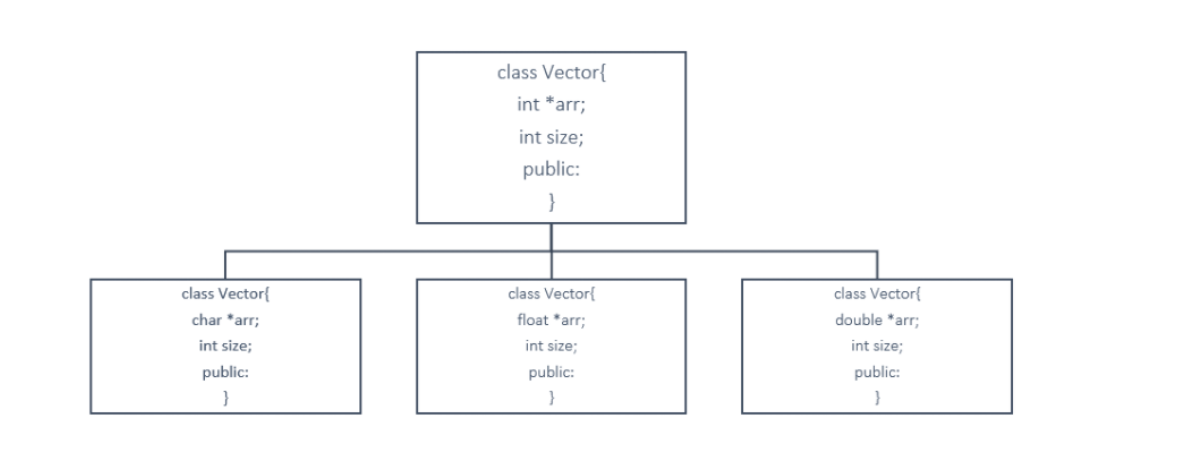 class Vector{
int *arr;
int size;
public:
}
class Vector{
char *arr;
int size;
public:
}
class Vector{
float *arr;
int size;
public:
}
class Vector{
double *arr;
int size;
public:
}